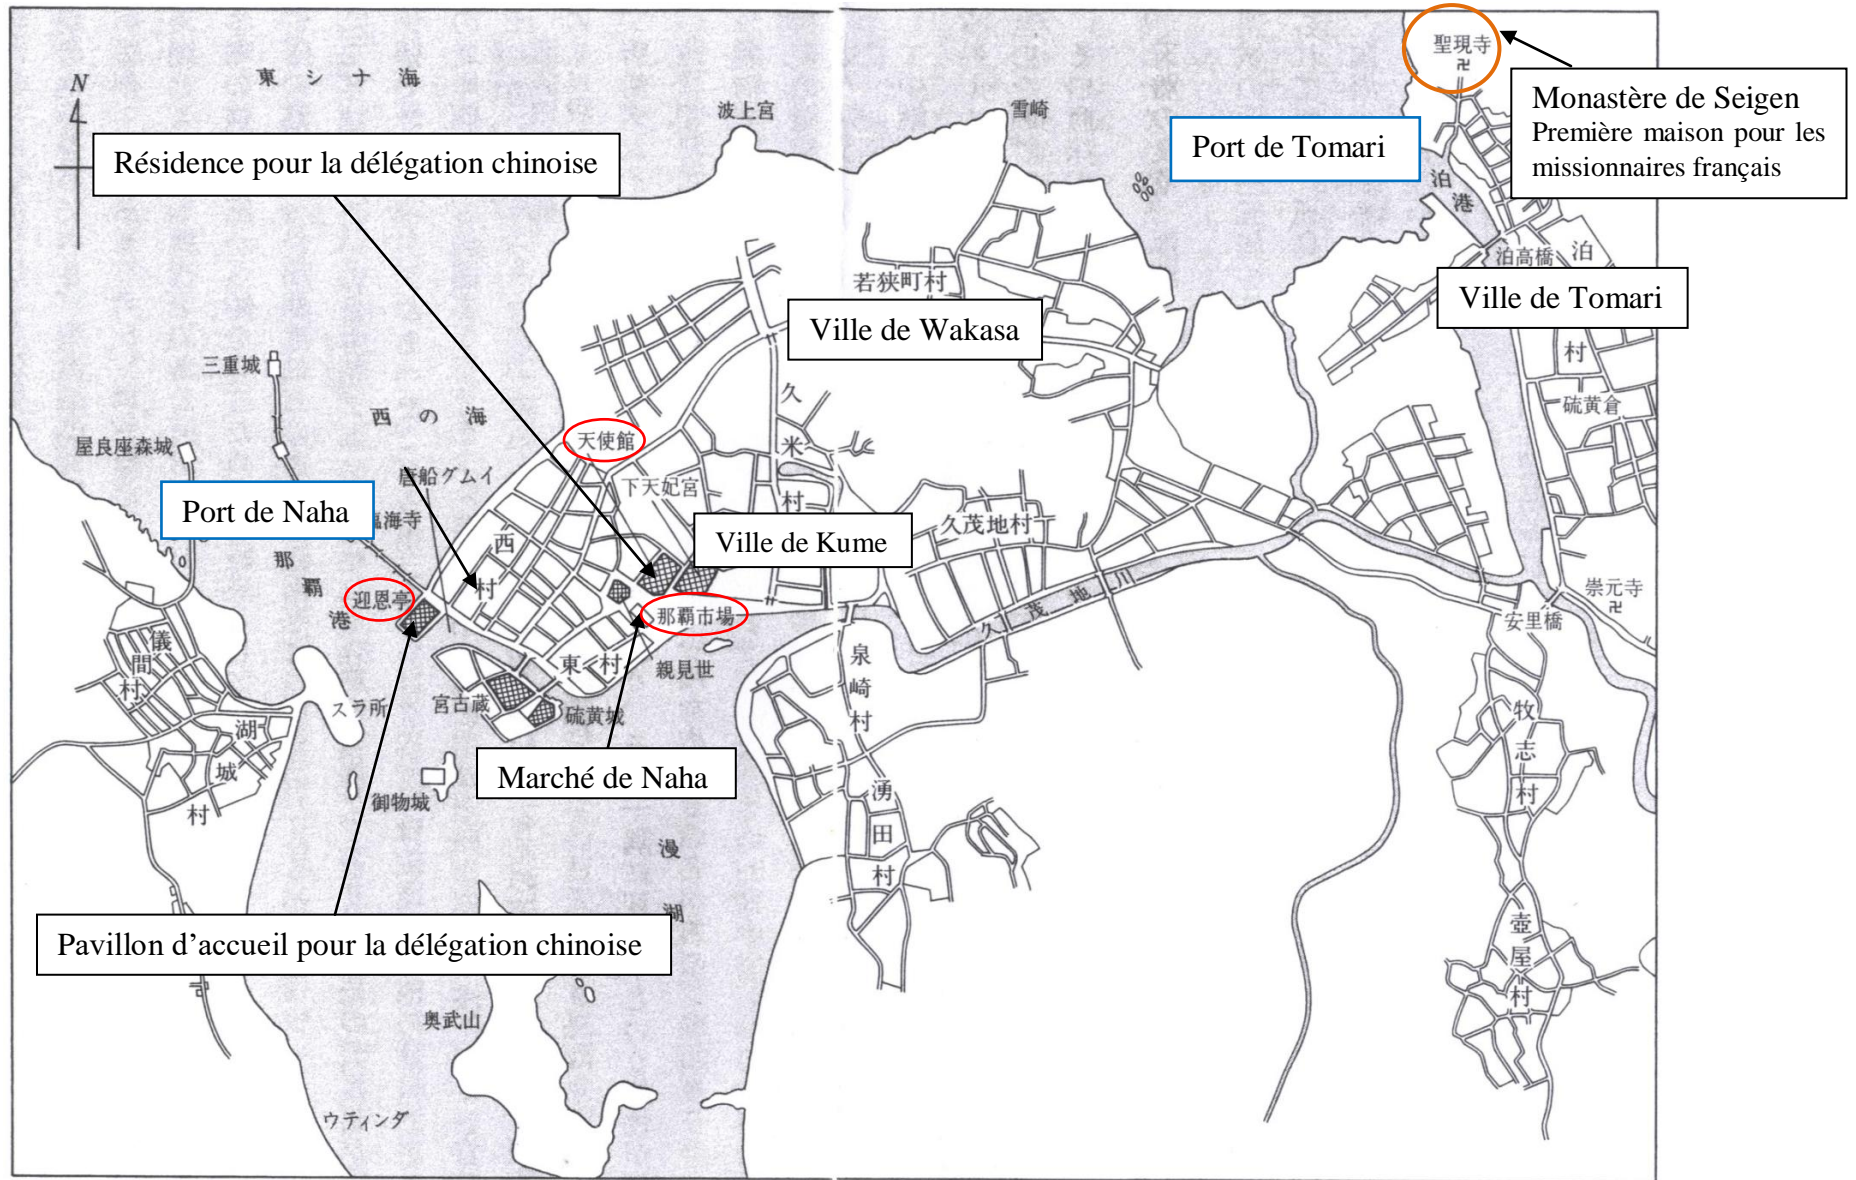 N
東シナ海
聖現寺
卍
Monastère de Seigen
Première maison pour les
missionnaires français
波上宮
雪崎
Port de Tomari
Résidence pour la délégation chinoise
泊港
泊高橋
泊村
Ville de Tomari
若狭町村
Ville de Wakasa
三重城
西の海
天使館
久米村
硫黄倉
屋良座森城
唐船グムイ
下天妃宮
Port de Naha
臨海寺
西村
Ville de Kume
久茂地村
那覇港
迎恩亭
那覇市場
久茂地川
崇元寺
卍
安里橋
儀間村
東村
親見世
泉崎村
スラ所
宮古蔵
硫黄城
牧志村
湖城村
Marché de Naha
御物城
湧田村
漫湖
Pavillon d’accueil pour la délégation chinoise
壺屋村
奥武山
ウティンダ